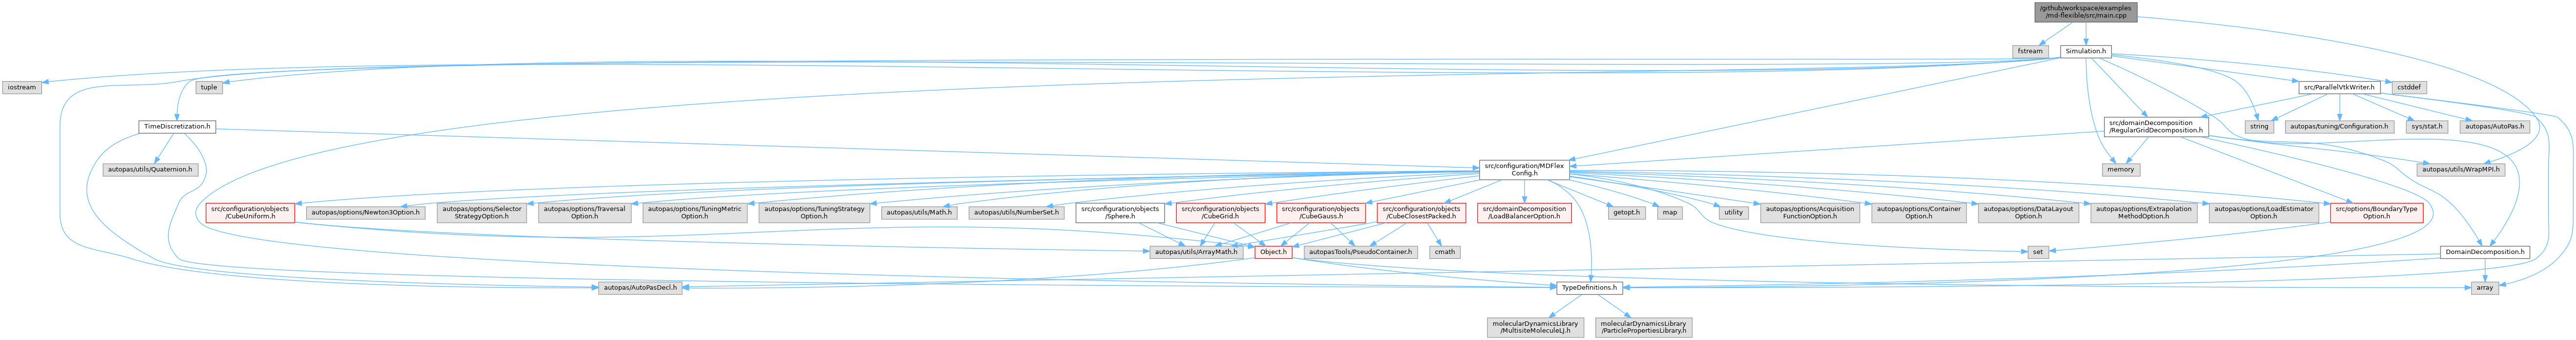 /github/workspace/examples
/md-flexible/src/main.cpp
fstream
Simulation.h
iostream
tuple
src/ParallelVtkWriter.h
cstddef
TimeDiscretization.h
src/domainDecomposition
/RegularGridDecomposition.h
string
autopas/tuning/Configuration.h
sys/stat.h
autopas/AutoPas.h
autopas/utils/Quaternion.h
src/configuration/MDFlex
Config.h
memory
autopas/utils/WrapMPI.h
src/configuration/objects
/CubeUniform.h
autopas/options/Newton3Option.h
autopas/options/Selector
StrategyOption.h
autopas/options/Traversal
Option.h
autopas/options/TuningMetric
Option.h
autopas/options/TuningStrategy
Option.h
autopas/utils/Math.h
autopas/utils/NumberSet.h
src/configuration/objects
/Sphere.h
src/configuration/objects
/CubeGrid.h
src/configuration/objects
/CubeGauss.h
src/configuration/objects
/CubeClosestPacked.h
src/domainDecomposition
/LoadBalancerOption.h
getopt.h
map
utility
autopas/options/Acquisition
FunctionOption.h
autopas/options/Container
Option.h
autopas/options/DataLayout
Option.h
autopas/options/Extrapolation
MethodOption.h
autopas/options/LoadEstimator
Option.h
src/options/BoundaryType
Option.h
autopas/utils/ArrayMath.h
Object.h
autopasTools/PseudoContainer.h
cmath
set
DomainDecomposition.h
autopas/AutoPasDecl.h
TypeDefinitions.h
array
molecularDynamicsLibrary
/MultisiteMoleculeLJ.h
molecularDynamicsLibrary
/ParticlePropertiesLibrary.h